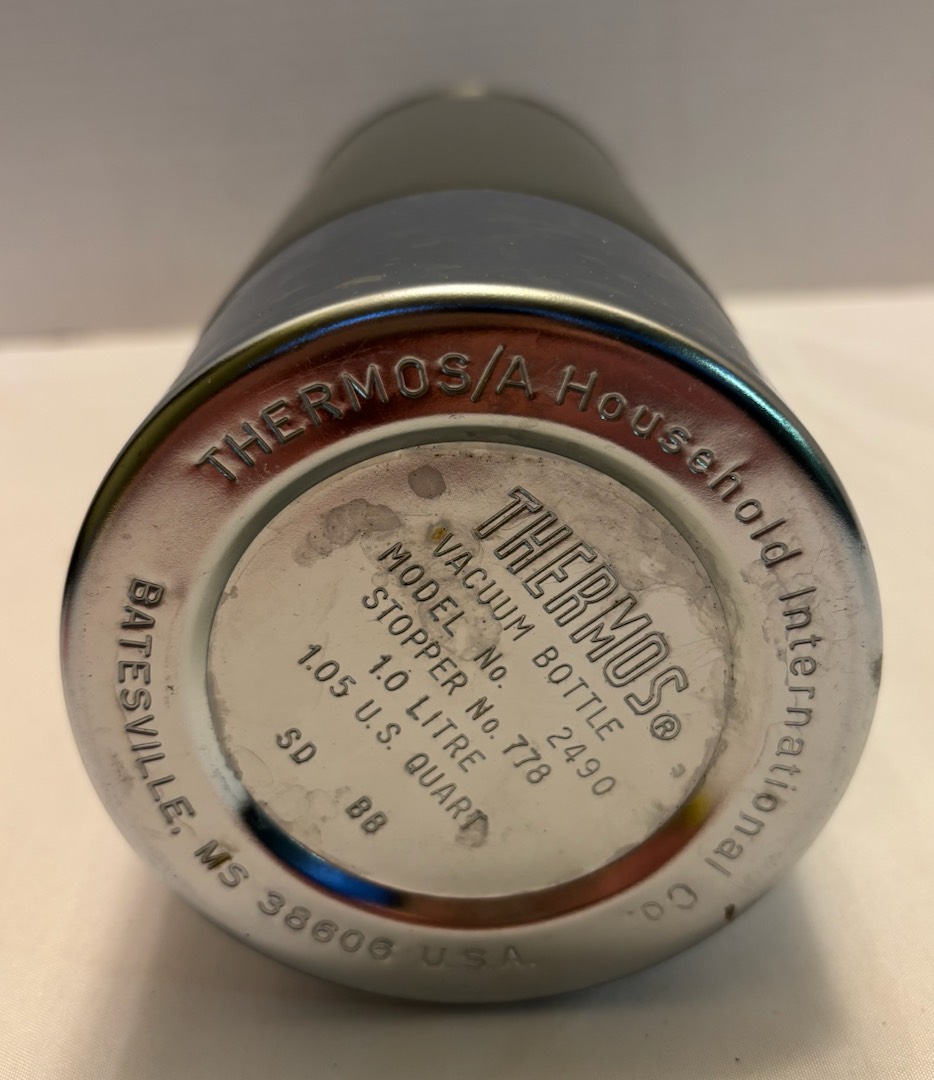 THERMOS/A Household International Co.
THERMOS®
VACUUM BOTTLE
MODEL No. 2490
STOPPER No. 778
1.0 LITRE
1.05 U.S. QUART
SD BB
BATESVILLE, MS 38606 U.S.A.